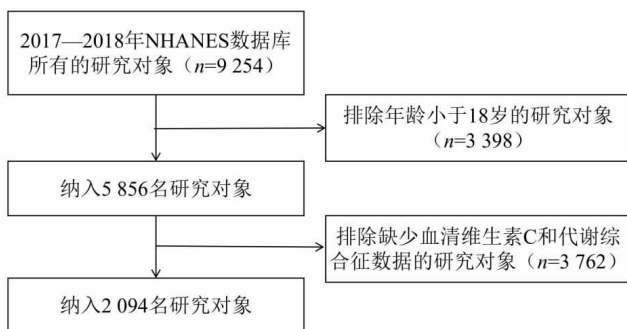 2017—2018年NHANES数据库
所有的研究对象（n=9 254）
排除年龄小于18岁的研究对象
（n=3 398）
纳入5 856名研究对象
排除缺少血清维生素C和代谢综
合征数据的研究对象（n=3 762）
纳入2 094名研究对象